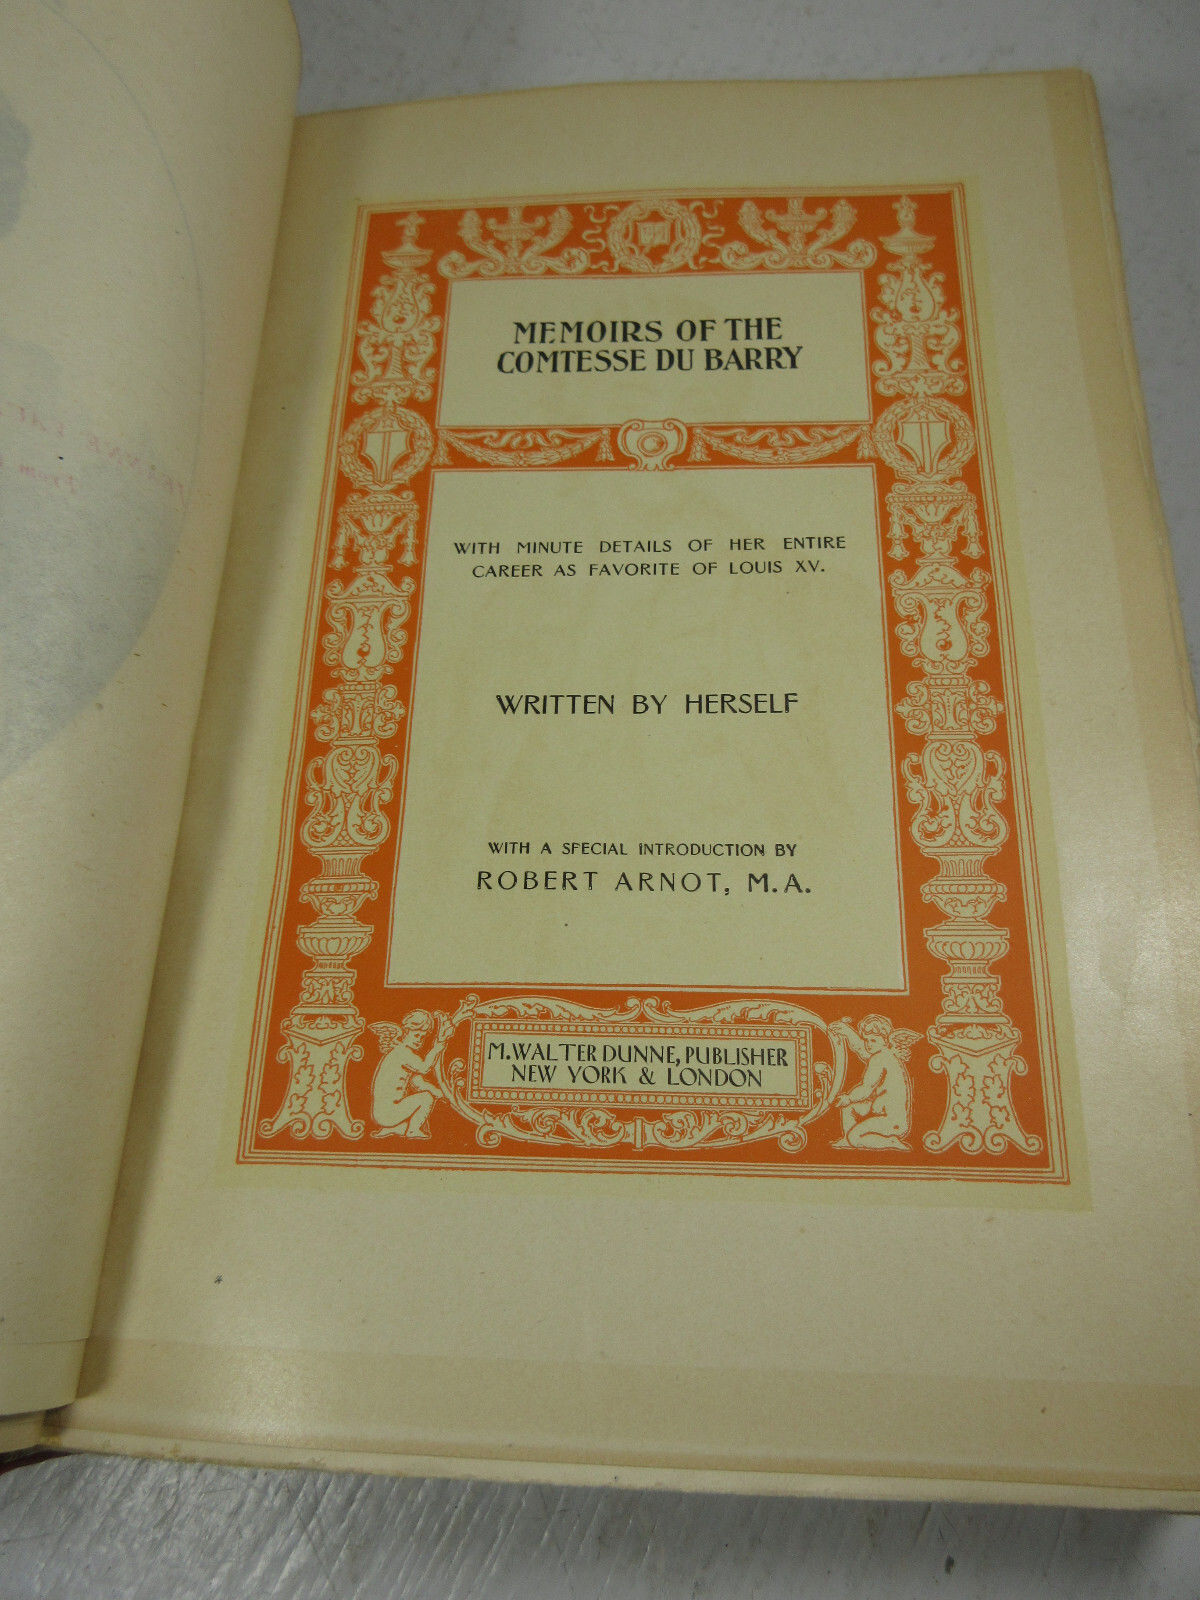 MEMOIRS OF THE
COMTESSE DU BARRY
WITH MINUTE DETAILS OF HER ENTIRE
CAREER AS FAVORITE OF LOUIS XV.
WRITTEN BY HERSELF
WITH A SPECIAL INTRODUCTION BY
ROBERT ARNOT, M.A.
M. WALTER DUNNE, PUBLISHER
NEW YORK & LONDON